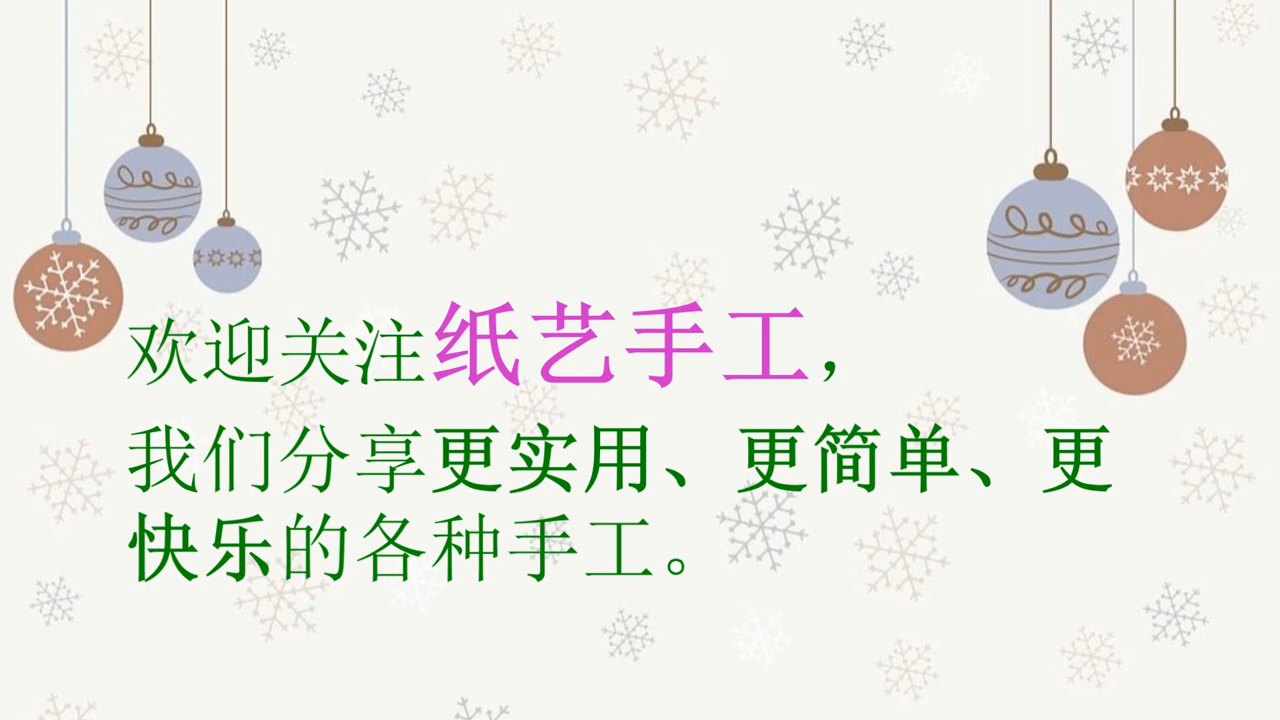 欢迎关注纸艺手工，
我们分享更实用、更简单、更
快乐的各种手工。